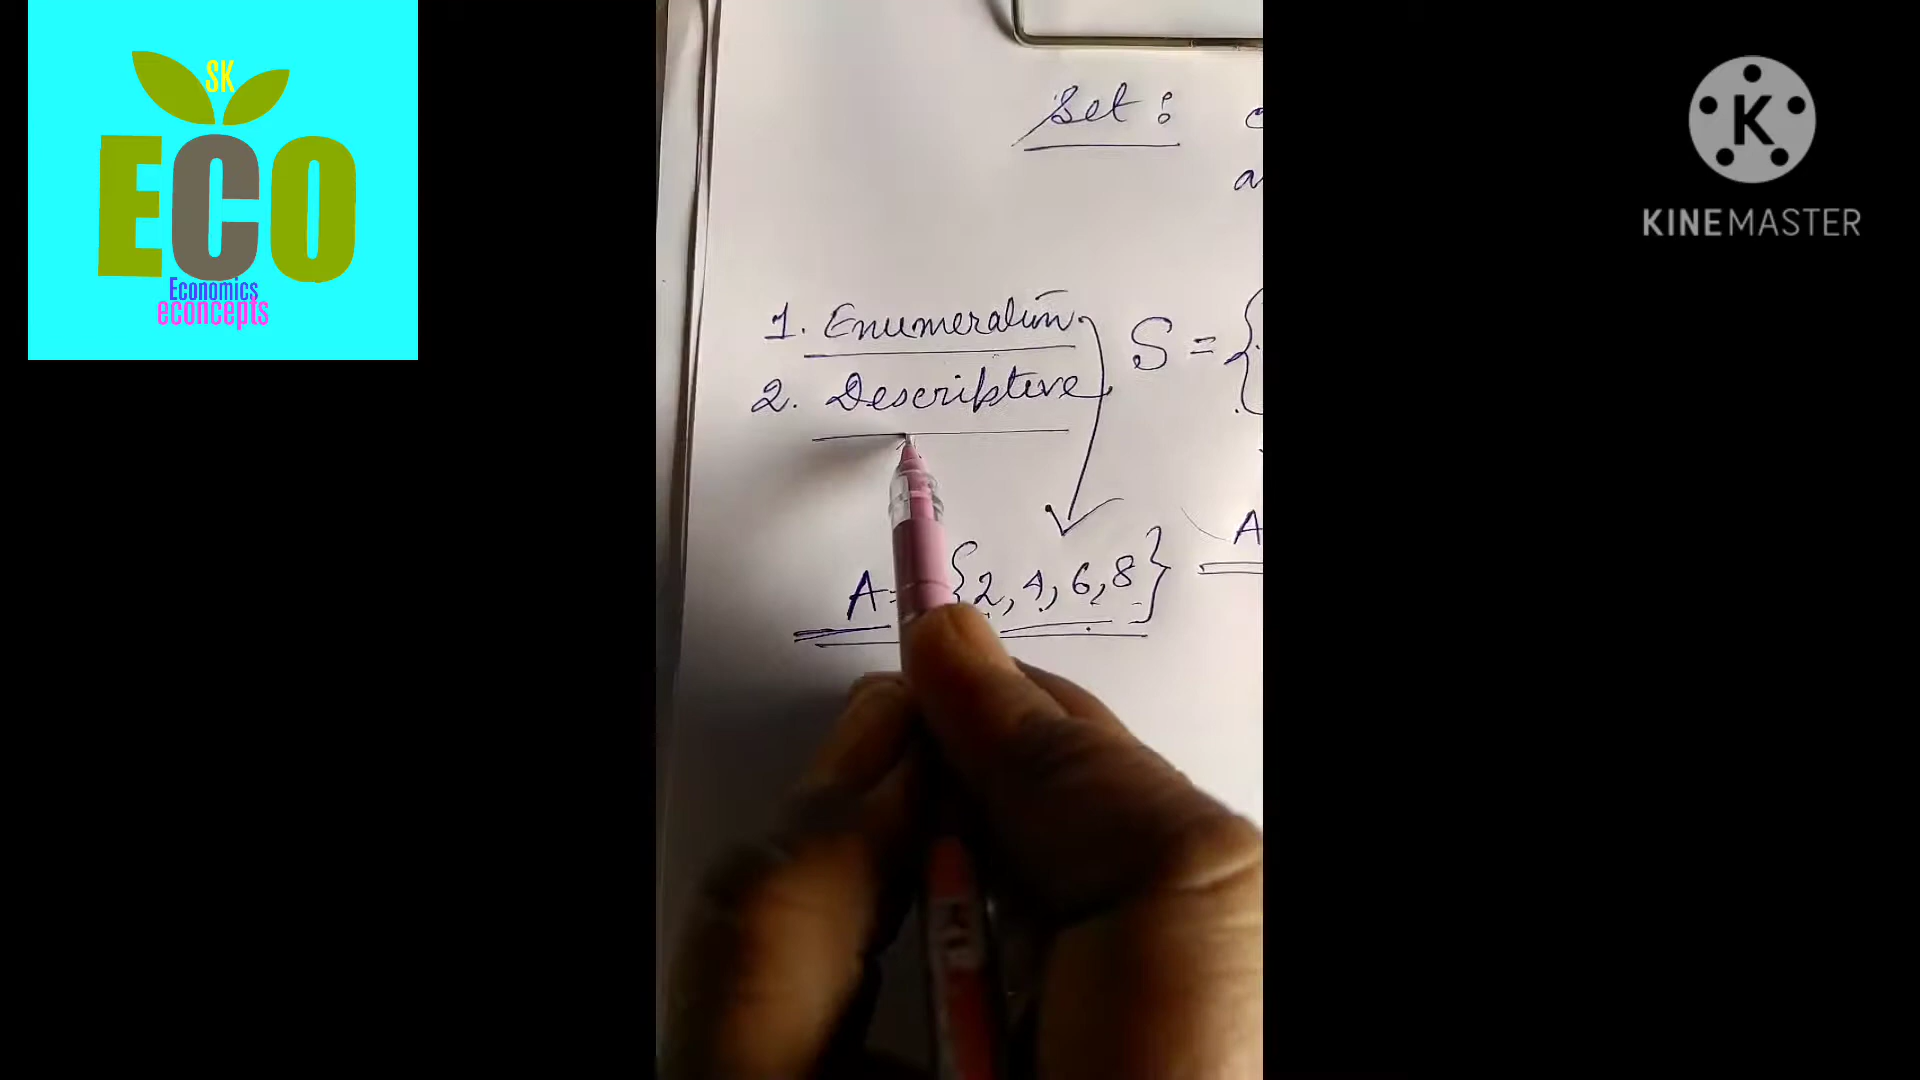 SK
ECO
Economics
econcepts
K
KINEMASTER
Set :
1. Enumeration
2. Descriptive
S = {
A = {2, 4, 6, 8}
A